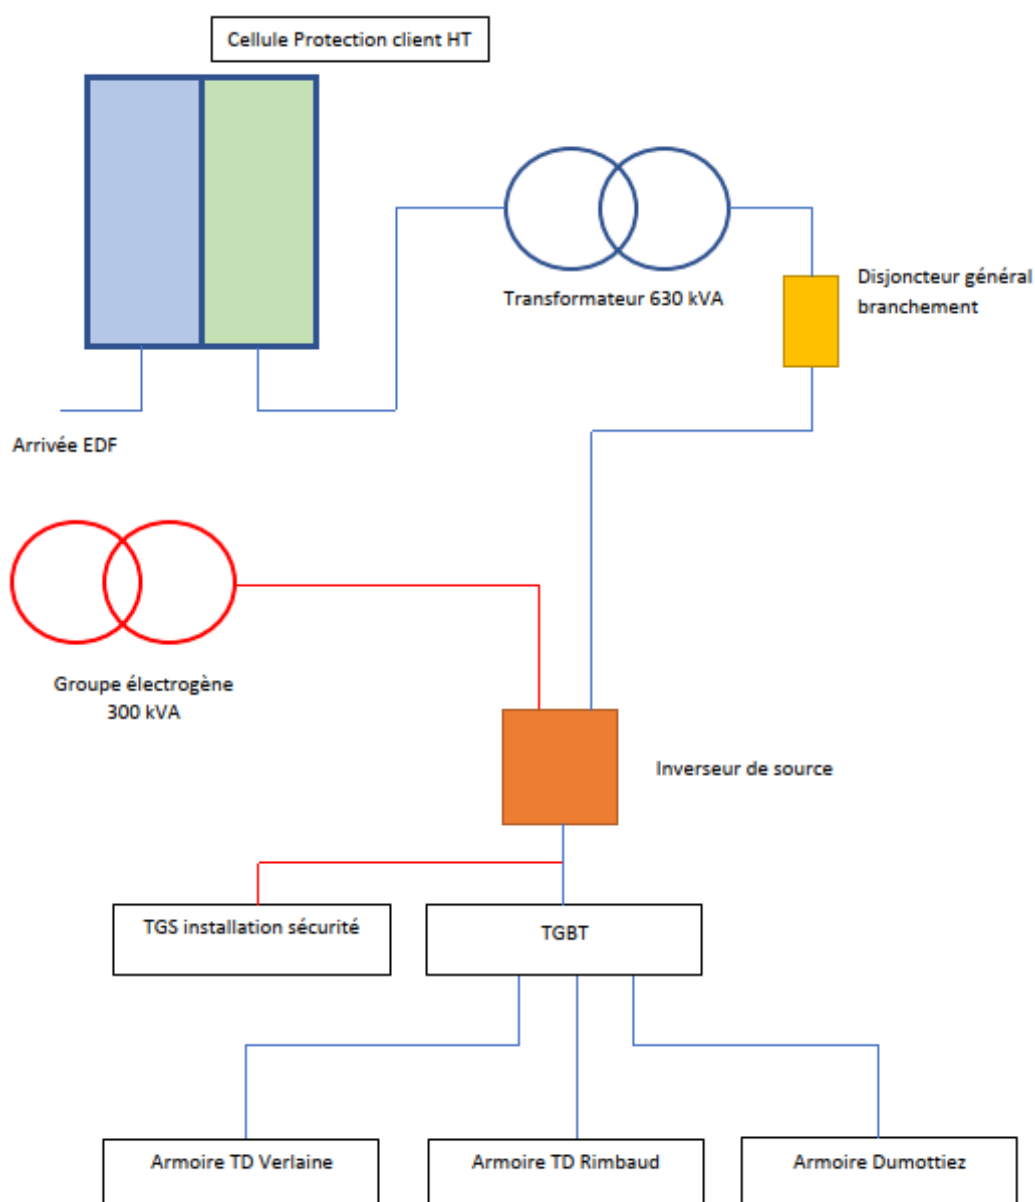 Cellule Protection client HT
Transformateur 630 kVA
Disjoncteur général
branchement
Arrivée EDF
Groupe électrogène
300 kVA
Inverseur de source
TGS installation sécurité
TGBT
Armoire TD Verlaine
Armoire TD Rimbaud
Armoire Dumottiez